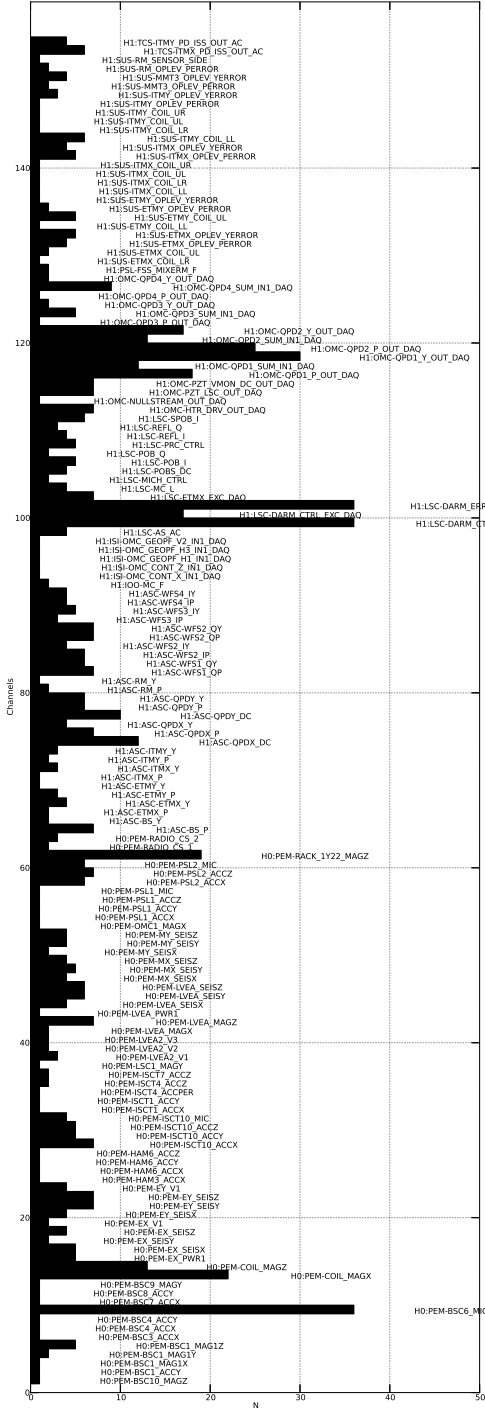 H1:TCS-ITMY_PD_ISS_OUT_AC
H1:TCS-ITMX_PD_ISS_OUT_AC
H1:SUS-RM_SENSOR_SIDE
H1:SUS-RM_OPLEV_PERROR
H1:SUS-MMT3_OPLEV_YERROR
H1:SUS-MMT3_OPLEV_PERROR
H1:SUS-ITMY_OPLEV_YERROR
H1:SUS-ITMY_OPLEV_PERROR
H1:SUS-ITMY_COIL_UR
H1:SUS-ITMY_COIL_UL
H1:SUS-ITMY_COIL_LR
H1:SUS-ITMY_COIL_LL
H1:SUS-ITMX_OPLEV_YERROR
H1:SUS-ITMX_OPLEV_PERROR
140
H1:SUS-ITMX_COIL_UR
H1:SUS-ITMX_COIL_UL
H1:SUS-ITMX_COIL_LR
H1:SUS-ITMX_COIL_LL
H1:SUS-ETMY_OPLEV_YERROR
H1:SUS-ETMY_OPLEV_PERROR
H1:SUS-ETMY_COIL_UL
H1:SUS-ETMY_COIL_LL
H1:SUS-ETMX_OPLEV_YERROR
H1:SUS-ETMX_OPLEV_PERROR
H1:SUS-ETMX_COIL_UL
H1:SUS-ETMX_COIL_LR
H1:PSL-FSS_MIXERM_F
H1:OMC-QPD4_Y_OUT_DAQ
H1:OMC-QPD4_SUM_IN1_DAQ
H1:OMC-QPD4_P_OUT_DAQ
H1:OMC-QPD3_Y_OUT_DAQ
H1:OMC-QPD3_SUM_IN1_DAQ
H1:OMC-QPD3_P_OUT_DAQ
H1:OMC-QPD2_Y_OUT_DAQ
120
H1:OMC-QPD2_SUM_IN1_DAQ
H1:OMC-QPD2_P_OUT_DAQ
H1:OMC-QPD1_Y_OUT_DAQ
H1:OMC-QPD1_SUM_IN1_DAQ
H1:OMC-QPD1_P_OUT_DAQ
H1:OMC-PZT_VMON_DC_OUT_DAQ
H1:OMC-PZT_LSC_OUT_DAQ
H1:OMC-NULLSTREAM_OUT_DAQ
H1:OMC-HTR_DRV_OUT_DAQ
H1:LSC-SPOB_I
H1:LSC-REFL_Q
H1:LSC-REFL_I
H1:LSC-PRC_CTRL
H1:LSC-POB_Q
H1:LSC-POB_I
H1:LSC-POBS_DC
H1:LSC-MICH_CTRL
H1:LSC-MC_L
H1:LSC-ETMX_EXC_DAQ
H1:LSC-DARM_ERR
H1:LSC-DARM_CTRL_EXC_DAQ
100
H1:LSC-DARM_CT
H1:LSC-AS_AC
H1:ISI-OMC_GEOPF_V2_IN1_DAQ
H1:ISI-OMC_GEOPF_H3_IN1_DAQ
H1:ISI-OMC_GEOPF_H1_IN1_DAQ
H1:ISI-OMC_CONT_Z_IN1_DAQ
H1:ISI-OMC_CONT_X_IN1_DAQ
H1:IOO-MC_F
H1:ASC-WFS4_IY
H1:ASC-WFS4_IP
H1:ASC-WFS3_IY
H1:ASC-WFS3_IP
H1:ASC-WFS2_QY
H1:ASC-WFS2_QP
H1:ASC-WFS2_IY
H1:ASC-WFS2_IP
H1:ASC-WFS1_QY
H1:ASC-WFS1_QP
H1:ASC-RM_Y
H1:ASC-RM_P
80
H1:ASC-QPDY_Y
H1:ASC-QPDY_P
H1:ASC-QPDY_DC
H1:ASC-QPDX_Y
H1:ASC-QPDX_P
H1:ASC-QPDX_DC
H1:ASC-ITMY_Y
H1:ASC-ITMY_P
H1:ASC-ITMX_Y
H1:ASC-ITMX_P
H1:ASC-ETMY_Y
H1:ASC-ETMY_P
H1:ASC-ETMX_Y
H1:ASC-ETMX_P
H1:ASC-BS_Y
H1:ASC-BS_P
H0:PEM-RADIO_CS_2
H0:PEM-RADIO_CS_1
H0:PEM-RACK_1Y22_MAGZ
H0:PEM-PSL2_MIC
60
H0:PEM-PSL2_ACCZ
H0:PEM-PSL2_ACCX
H0:PEM-PSL1_MIC
H0:PEM-PSL1_ACCZ
H0:PEM-PSL1_ACCY
H0:PEM-PSL1_ACCX
H0:PEM-OMC1_MAGX
H0:PEM-MY_SEISZ
H0:PEM-MY_SEISY
H0:PEM-MY_SEISX
H0:PEM-MX_SEISZ
H0:PEM-MX_SEISY
H0:PEM-MX_SEISX
H0:PEM-LVEA_SEISZ
H0:PEM-LVEA_SEISY
H0:PEM-LVEA_SEISX
H0:PEM-LVEA_PWR1
H0:PEM-LVEA_MAGZ
H0:PEM-LVEA_MAGX
H0:PEM-LVEA2_V3
40
H0:PEM-LVEA2_V2
H0:PEM-LVEA2_V1
H0:PEM-LSC1_MAGY
H0:PEM-ISCT7_ACCZ
H0:PEM-ISCT4_ACCZ
H0:PEM-ISCT4_ACCPER
H0:PEM-ISCT1_ACCY
H0:PEM-ISCT1_ACCX
H0:PEM-ISCT10_MIC
H0:PEM-ISCT10_ACCZ
H0:PEM-ISCT10_ACCY
H0:PEM-ISCT10_ACCX
H0:PEM-HAM6_ACCZ
H0:PEM-HAM6_ACCY
H0:PEM-HAM6_ACCX
H0:PEM-HAM3_ACCX
H0:PEM-EY_V1
H0:PEM-EY_SEISZ
H0:PEM-EY_SEISY
H0:PEM-EY_SEISX
20
H0:PEM-EX_V1
H0:PEM-EX_SEISZ
H0:PEM-EX_SEISY
H0:PEM-EX_SEISX
H0:PEM-EX_PWR1
H0:PEM-COIL_MAGZ
H0:PEM-COIL_MAGX
H0:PEM-BSC9_MAGY
H0:PEM-BSC8_ACCY
H0:PEM-BSC7_ACCX
H0:PEM-BSC6_MIC
H0:PEM-BSC4_ACCY
H0:PEM-BSC4_ACCX
H0:PEM-BSC3_ACCX
H0:PEM-BSC1_MAG1Z
H0:PEM-BSC1_MAG1Y
H0:PEM-BSC1_MAG1X
H0:PEM-BSC1_ACCY
H0:PEM-BSC10_MAGZ
0
Channels
0 10 20 30 40 50
N